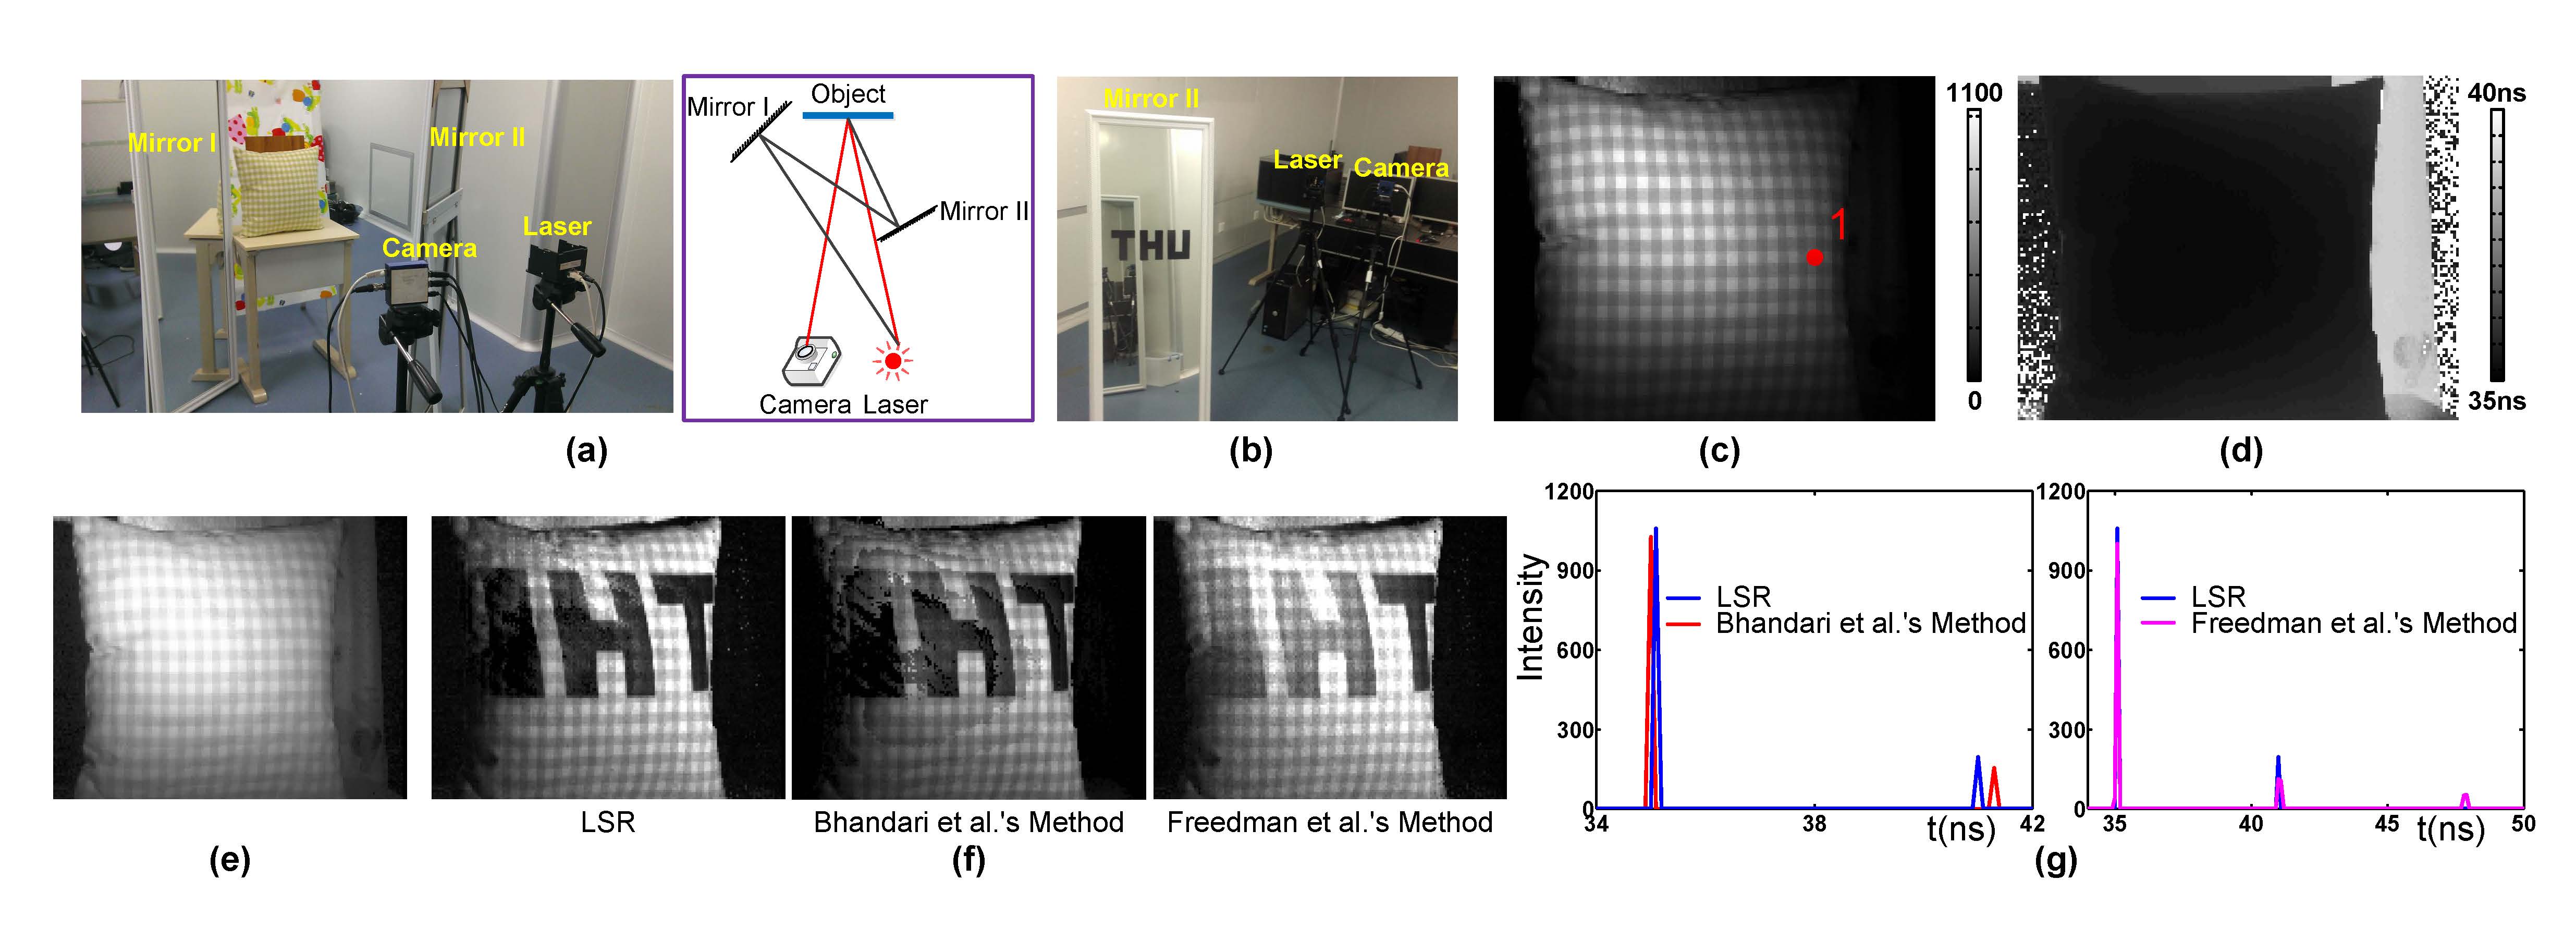 Mirror I
Mirror II
Laser
Camera
Mirror I
Object
Mirror II
Camera
Laser
(a)
Mirror II
Laser
Camera
THU
(b)
1
1100
0
(c)
40ns
35ns
(d)
(e)
LSR
Bhandari et al.'s Method
Freedman et al.'s Method
(f)
1200
900
600
300
0
Intensity
LSR
Bhandari et al.'s Method
34
38
t(ns)
42
1200
900
600
300
0
LSR
Freedman et al.'s Method
35
40
45
t(ns)
50
(g)